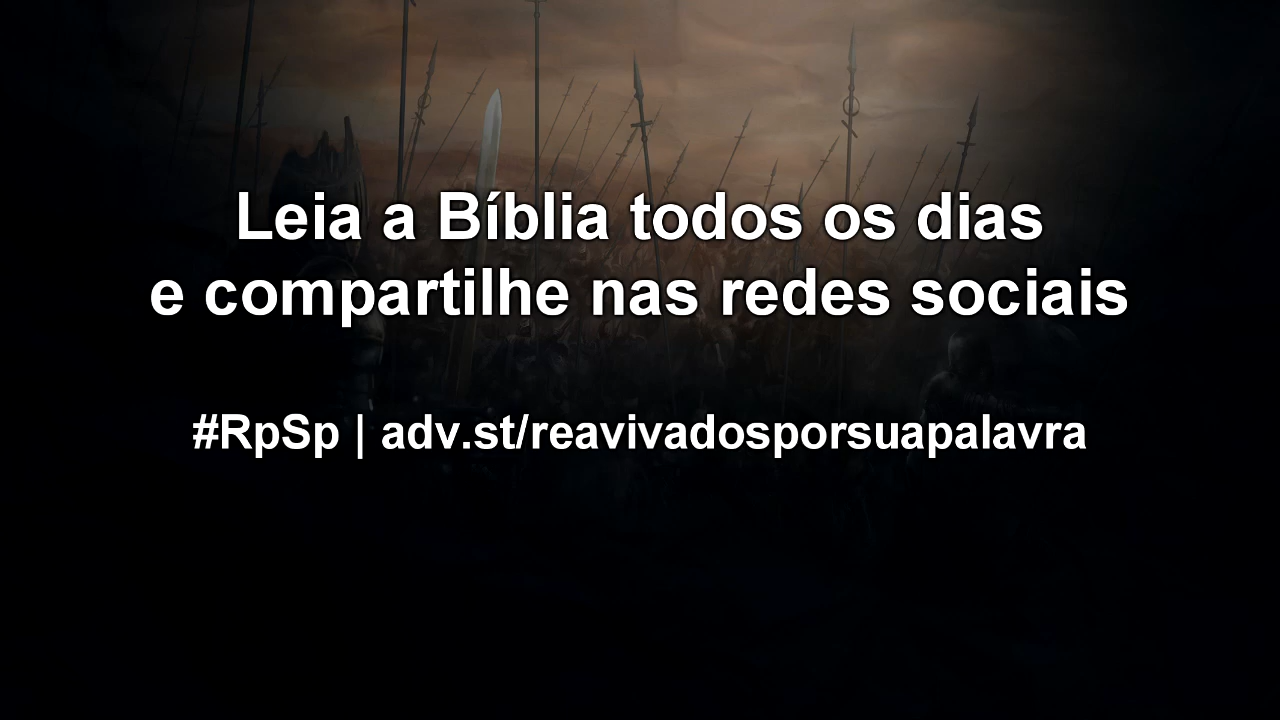 Leia a Bíblia todos os dias
e compartilhe nas redes sociais
#RpSp | adv.st/reavivadosporsuapalavra